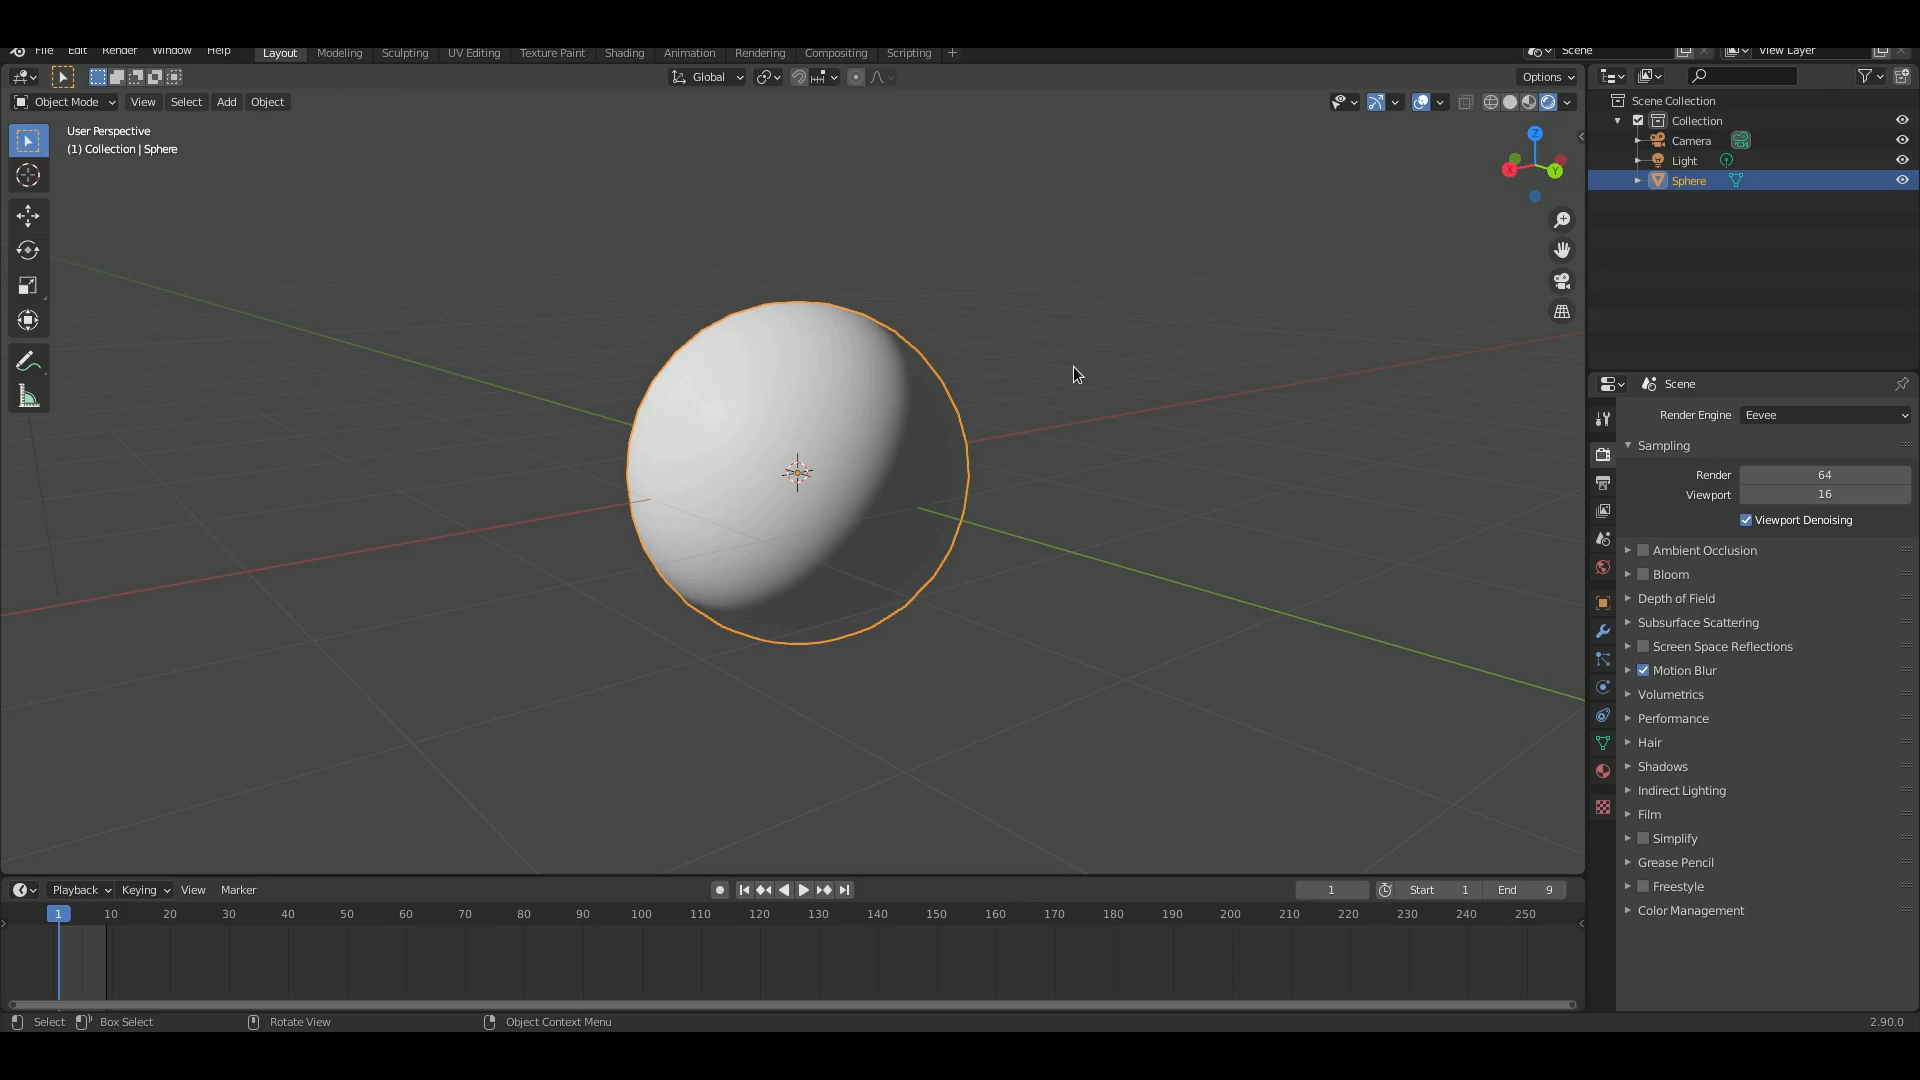 File Edit Render Window Help Layout Modeling Sculpting UV Editing Texture Paint Shading Animation Rendering Compositing Scripting + Scene View Layer
Global Options
Object Mode View Select Add Object
User Perspective
(1) Collection | Sphere
Z
X Y
Scene Collection
Collection
Camera
Light
Sphere
Scene
Render Engine Eevee
Sampling
Render 64
Viewport 16
Viewport Denoising
Ambient Occlusion
Bloom
Depth of Field
Subsurface Scattering
Screen Space Reflections
Motion Blur
Volumetrics
Performance
Hair
Shadows
Indirect Lighting
Film
Simplify
Grease Pencil
Freestyle
Color Management
Playback Keying View Marker 1 Start 1 End 9
1 10 20 30 40 50 60 70 80 90 100 110 120 130 140 150 160 170 180 190 200 210 220 230 240 250
Select Box Select Rotate View Object Context Menu 2.90.0